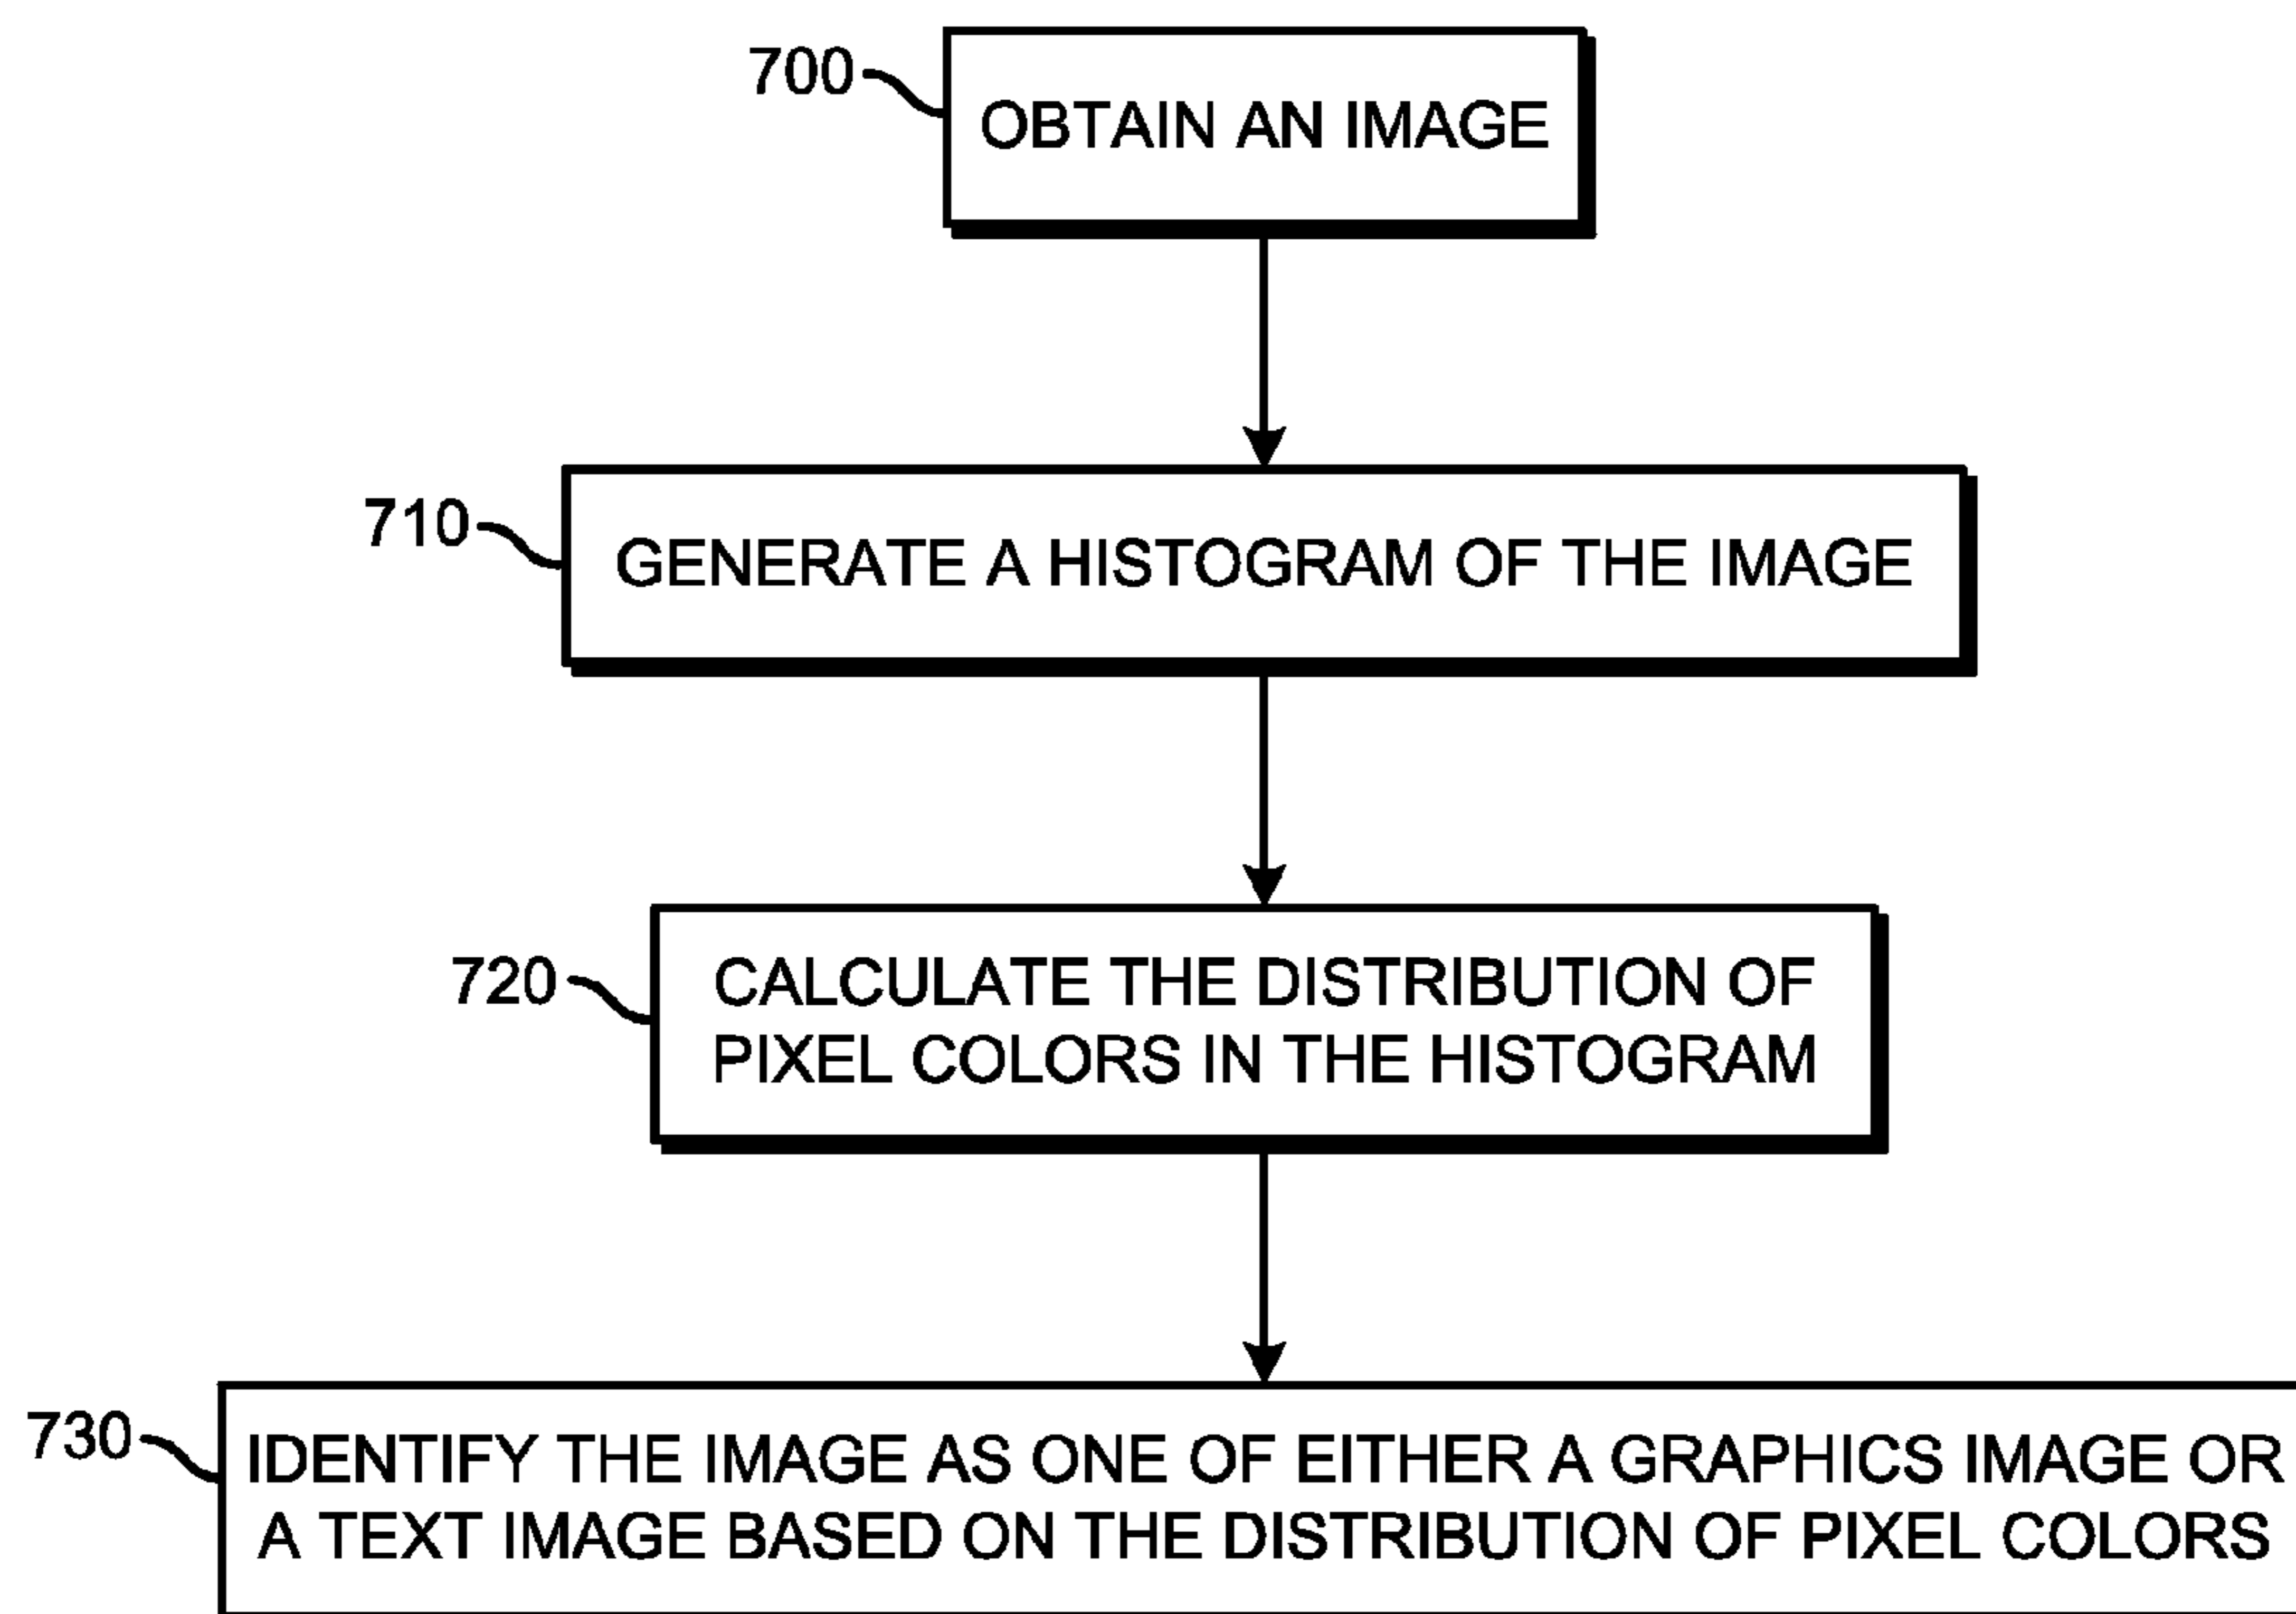 700
OBTAIN AN IMAGE
710
GENERATE A HISTOGRAM OF THE IMAGE
720
CALCULATE THE DISTRIBUTION OF
PIXEL COLORS IN THE HISTOGRAM
730
IDENTIFY THE IMAGE AS ONE OF EITHER A GRAPHICS IMAGE OR
A TEXT IMAGE BASED ON THE DISTRIBUTION OF PIXEL COLORS